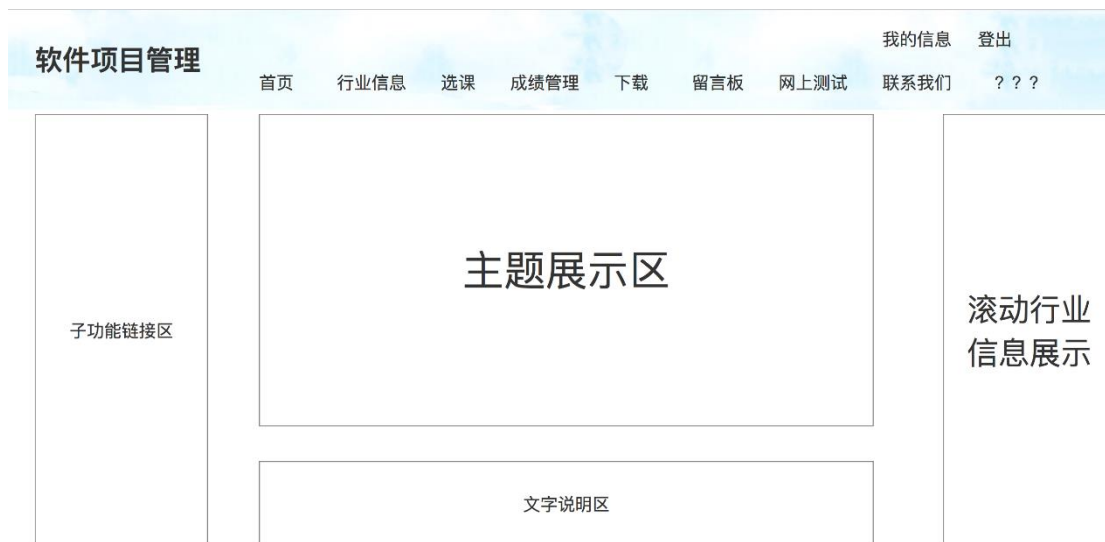 软件项目管理
我的信息 登出
首页 行业信息 选课 成绩管理 下载 留言板 网上测试 联系我们 ？？？
子功能链接区
主题展示区
滚动行业
信息展示
文字说明区